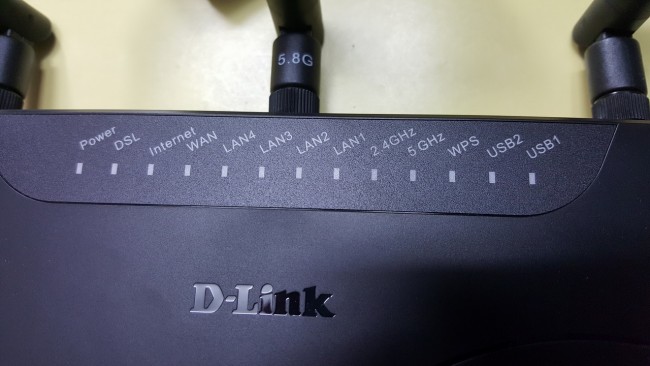 5.8G
Power DSL Internet WAN LAN4 LAN3 LAN2 LAN1 2.4GHz 5 GHz WPS USB2 USB1
D-Link